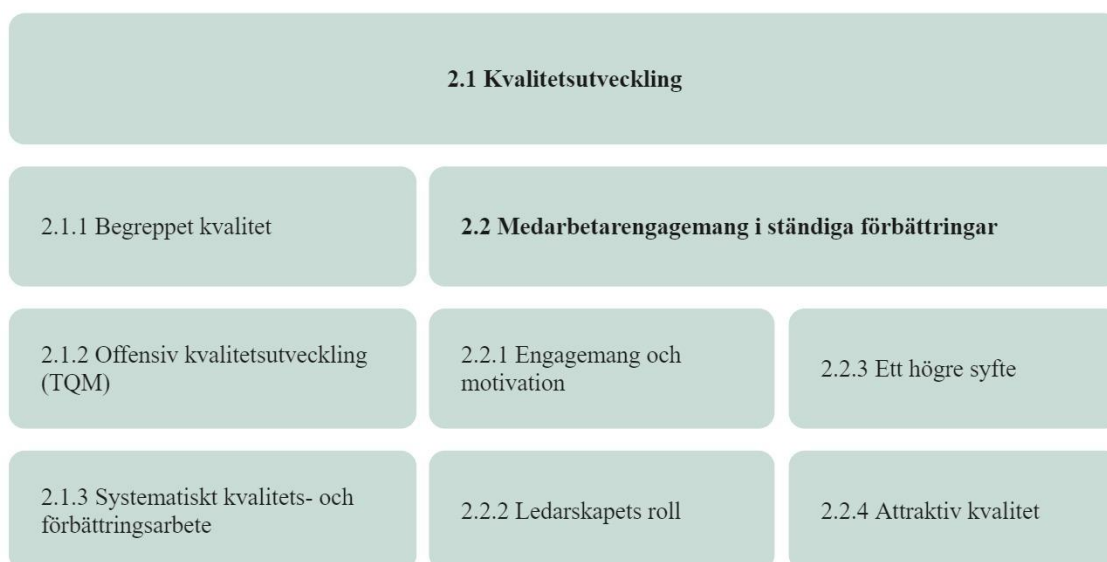 2.1 Kvalitetsutveckling
2.1.1 Begreppet kvalitet
2.2 Medarbetarengagemang i ständiga förbättringar
2.1.2 Offensiv kvalitetsutveckling
(TQM)
2.2.1 Engagemang och
motivation
2.2.3 Ett högre syfte
2.1.3 Systematiskt kvalitets- och
förbättringsarbete
2.2.2 Ledarskapets roll
2.2.4 Attraktiv kvalitet